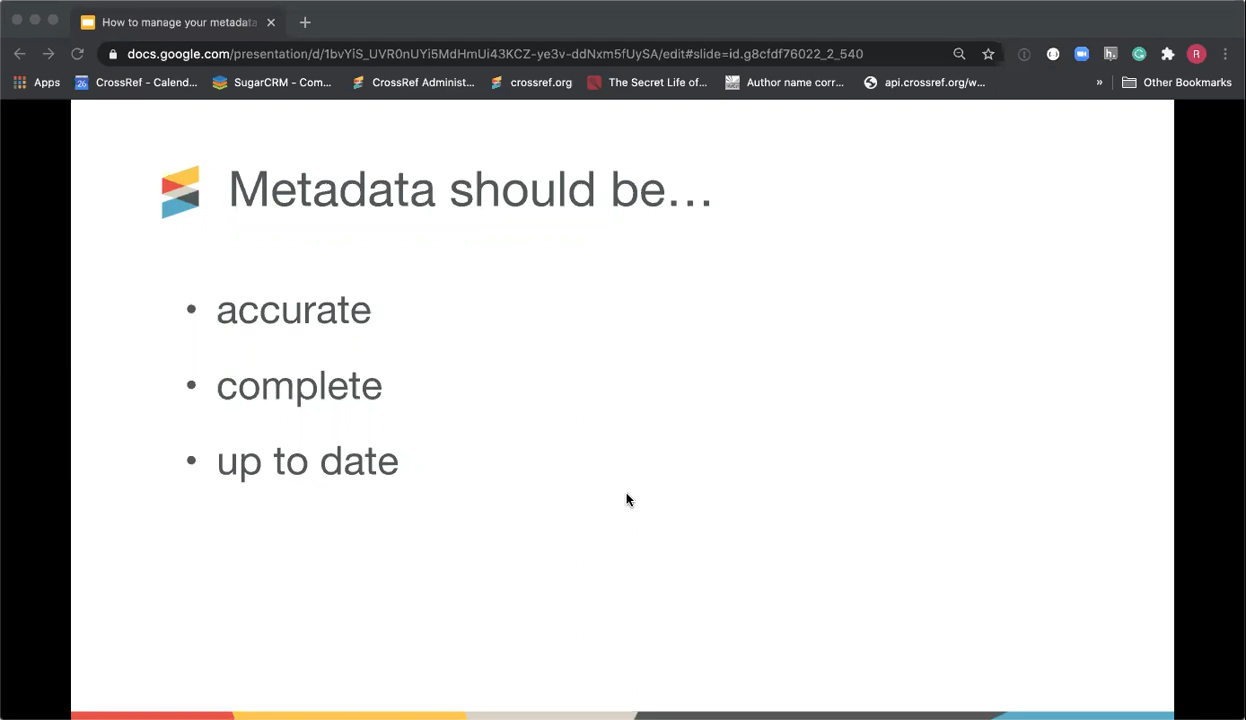 How to manage your metadata
docs.google.com/presentation/d/1bvYiS_UVR0nUYi5MdHmUi43KCZ-ye3v-ddNxm5fUySA/edit#slide=id.g8cfdf76022_2_540
R
Apps
26
CrossRef – Calend...
SugarCRM – Com...
CrossRef Administ...
crossref.org
The Secret Life of...
Author name corr...
api.crossref.org/w...
»
Other Bookmarks
Metadata should be...
• accurate
• complete
• up to date